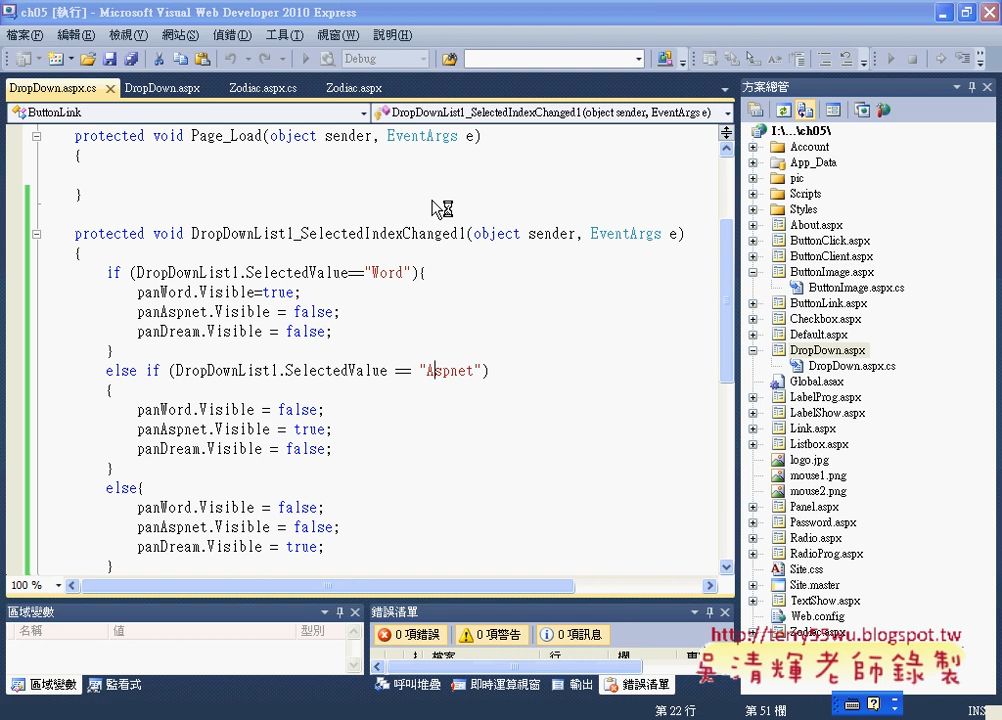 ch05 [執行] - Microsoft Visual Web Developer 2010 Express
檔案(F) 編輯(E) 檢視(V) 網站(S) 偵錯(D) 工具(T) 視窗(W) 說明(H)
Debug
DropDown.aspx.cs DropDown.aspx Zodiac.aspx.cs Zodiac.aspx
ButtonLink DropDownList1_SelectedIndexChanged1(object sender, EventArgs e)
protected void Page_Load(object sender, EventArgs e)
{
}
protected void DropDownList1_SelectedIndexChanged1(object sender, EventArgs e)
{
if (DropDownList1.SelectedValue=="Word"){
panWord.Visible=true;
panAspnet.Visible = false;
panDream.Visible = false;
}
else if (DropDownList1.SelectedValue == "Aspnet")
{
panWord.Visible = false;
panAspnet.Visible = true;
panDream.Visible = false;
}
else{
panWord.Visible = false;
panAspnet.Visible = false;
panDream.Visible = true;
}
100 %
方案總管
I:\...\ch05\
Account
App_Data
pic
Scripts
Styles
About.aspx
ButtonClick.aspx
ButtonClient.aspx
ButtonImage.aspx
ButtonImage.aspx.cs
ButtonLink.aspx
Checkbox.aspx
Default.aspx
DropDown.aspx
DropDown.aspx.cs
Global.asax
LabelProg.aspx
LabelShow.aspx
Link.aspx
Listbox.aspx
logo.jpg
mouse1.png
mouse2.png
Panel.aspx
Password.aspx
Radio.aspx
RadioProg.aspx
Site.css
Site.master
TextShow.aspx
Web.config
Zodiac.aspx
區域變數
名稱 值 型別
區域變數 監看式
錯誤清單
0 項錯誤 0 項警告 0 項訊息
檔案 行 欄
呼叫堆疊 即時運算視窗 輸出 錯誤清單
http://terry55wu.blogspot.tw
吳清輝老師錄製
第 22 行 第 51 欄 INS